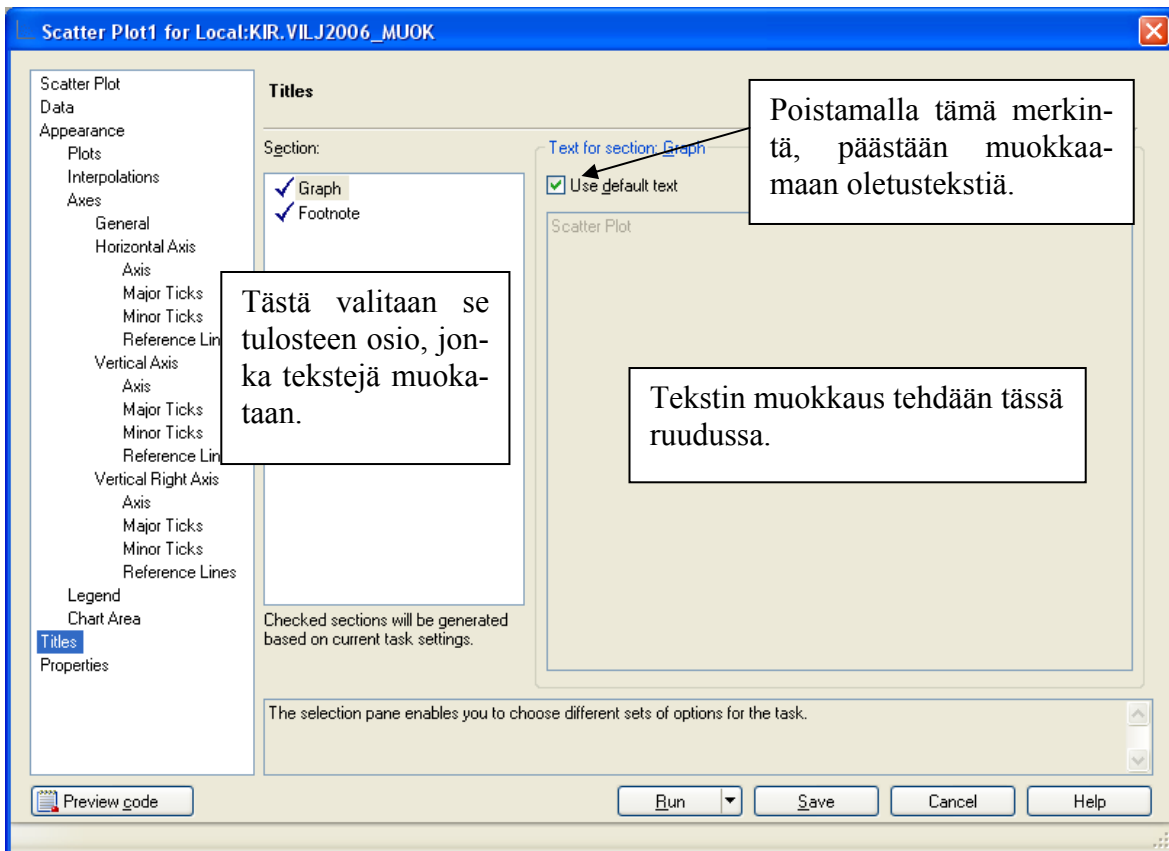 Scatter Plot1 for Local:KIR.VILJ2006_MUOK
Scatter Plot
Data
Appearance
Plots
Interpolations
Axes
General
Horizontal Axis
Axis
Major Ticks
Minor Ticks
Reference Lin
Vertical Axis
Axis
Major Ticks
Minor Ticks
Reference Lin
Vertical Right Axis
Axis
Major Ticks
Minor Ticks
Reference Lines
Legend
Chart Area
Titles
Properties
Titles
Section:
Graph
Footnote
Tästä valitaan se
tulosteen osio, jon-
ka tekstejä muoka-
taan.
Checked sections will be generated
based on current task settings.
Text for section: Graph
Use default text
Scatter Plot
Poistamalla tämä merkin-
tä, päästään muokkaa-
maan oletustekstiä.
Tekstin muokkaus tehdään tässä
ruudussa.
The selection pane enables you to choose different sets of options for the task.
Preview code
Run
Save
Cancel
Help